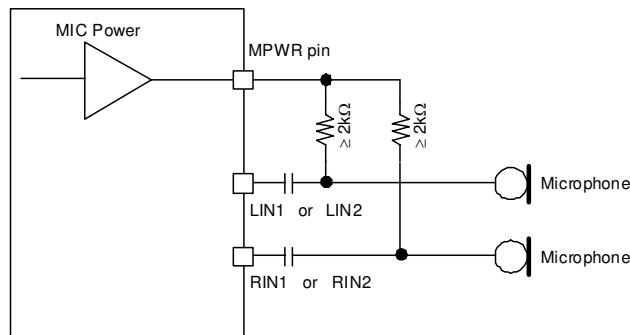 MIC Power
MPWR pin
≥ 2kΩ
≥ 2kΩ
Microphone
LIN1 or LIN2
Microphone
RIN1 or RIN2